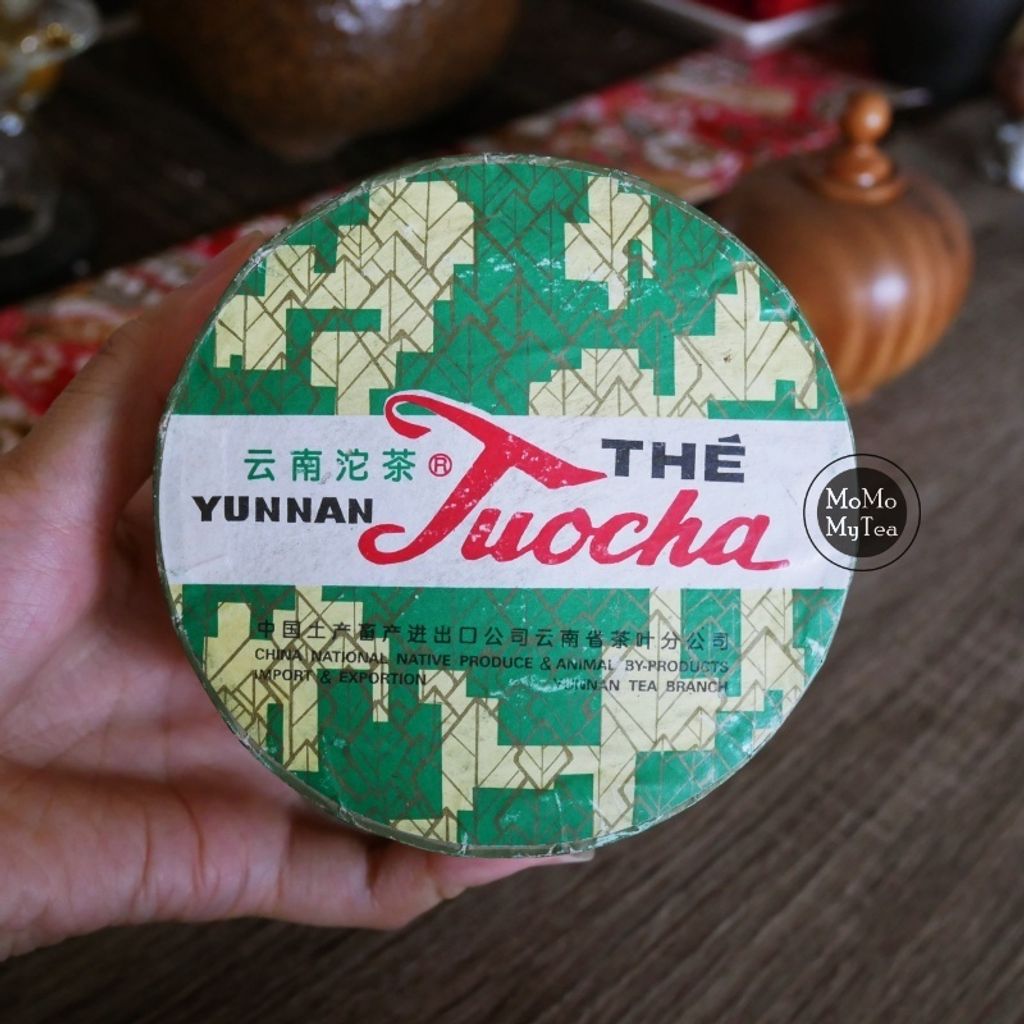 云南沱茶®
THÉ
YUNNAN
Tuocha
中国土产畜产进出口公司云南省茶叶分公司
CHINA NATIONAL NATIVE PRODUCE & ANIMAL BY-PRODUCTS
IMPORT & EXPORTION YUNNAN TEA BRANCH
MoMo
MyTea